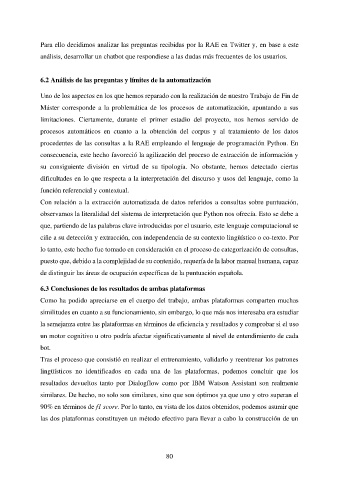 Para ello decidimos analizar las preguntas recibidas por la RAE en Twitter y, en base a este
análisis, desarrollar un chatbot que respondiese a las dudas más frecuentes de los usuarios.
6.2 Análisis de las preguntas y límites de la automatización
Uno de los aspectos en los que hemos reparado con la realización de nuestro Trabajo de Fin de
Máster corresponde a la problemática de los procesos de automatización, apuntando a sus
limitaciones. Ciertamente, durante el primer estadio del proyecto, nos hemos servido de
procesos automáticos en cuanto a la obtención del corpus y al tratamiento de los datos
procedentes de las consultas a la RAE empleando el lenguaje de programación Python. En
consecuencia, este hecho favoreció la agilización del proceso de extracción de información y
su consiguiente división en virtud de su tipología. No obstante, hemos detectado ciertas
dificultades en lo que respecta a la interpretación del discurso y usos del lenguaje, como la
función referencial y contextual.
Con relación a la extracción automatizada de datos referidos a consultas sobre puntuación,
observamos la literalidad del sistema de interpretación que Python nos ofrecía. Esto se debe a
que, partiendo de las palabras clave introducidas por el usuario, este lenguaje computacional se
ciñe a su detección y extracción, con independencia de su contexto lingüístico o co-texto. Por
lo tanto, este hecho fue tomado en consideración en el proceso de categorización de consultas,
puesto que, debido a la complejidad de su contenido, requería de la labor manual humana, capaz
de distinguir las áreas de ocupación específicas de la puntuación española.
6.3 Conclusiones de los resultados de ambas plataformas
Como ha podido apreciarse en el cuerpo del trabajo, ambas plataformas comparten muchas
similitudes en cuanto a su funcionamiento, sin embargo, lo que más nos interesaba era estudiar
la semejanza entre las plataformas en términos de eficiencia y resultados y comprobar si el uso
un motor cognitivo u otro podría afectar significativamente al nivel de entendimiento de cada
bot.
Tras el proceso que consistió en realizar el entrenamiento, validarlo y reentrenar los patrones
lingüísticos no identificados en cada una de las plataformas, podemos concluir que los
resultados devueltos tanto por Dialogflow como por IBM Watson Assistant son realmente
similares. De hecho, no solo son similares, sino que son óptimos ya que uno y otro superan el
90% en términos de f1 score. Por lo tanto, en vista de los datos obtenidos, podemos asumir que
las dos plataformas constituyen un método efectivo para llevar a cabo la construcción de un
80